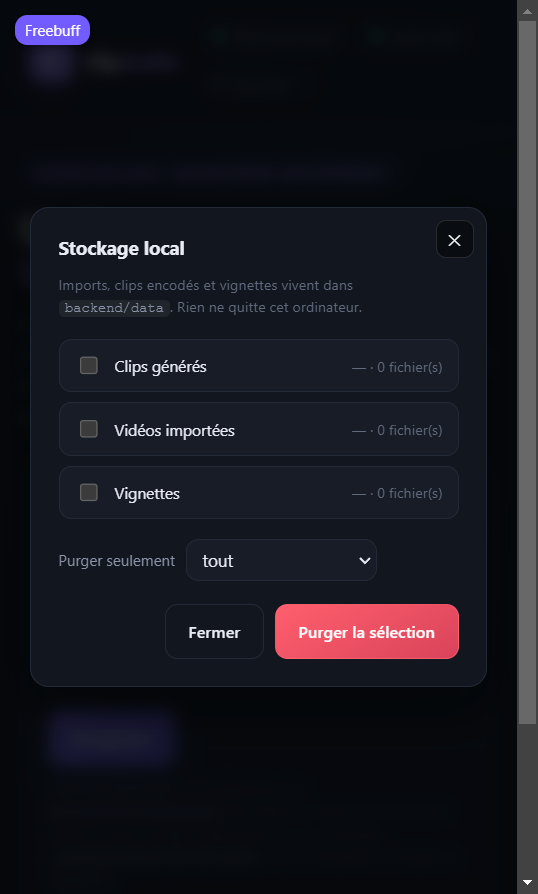 Freebuff
Stockage local
Imports, clips encodés et vignettes vivent dans
backend/data. Rien ne quitte cet ordinateur.
Clips générés — · 0 fichier(s)
Vidéos importées — · 0 fichier(s)
Vignettes — · 0 fichier(s)
Purger seulement tout
Fermer Purger la sélection